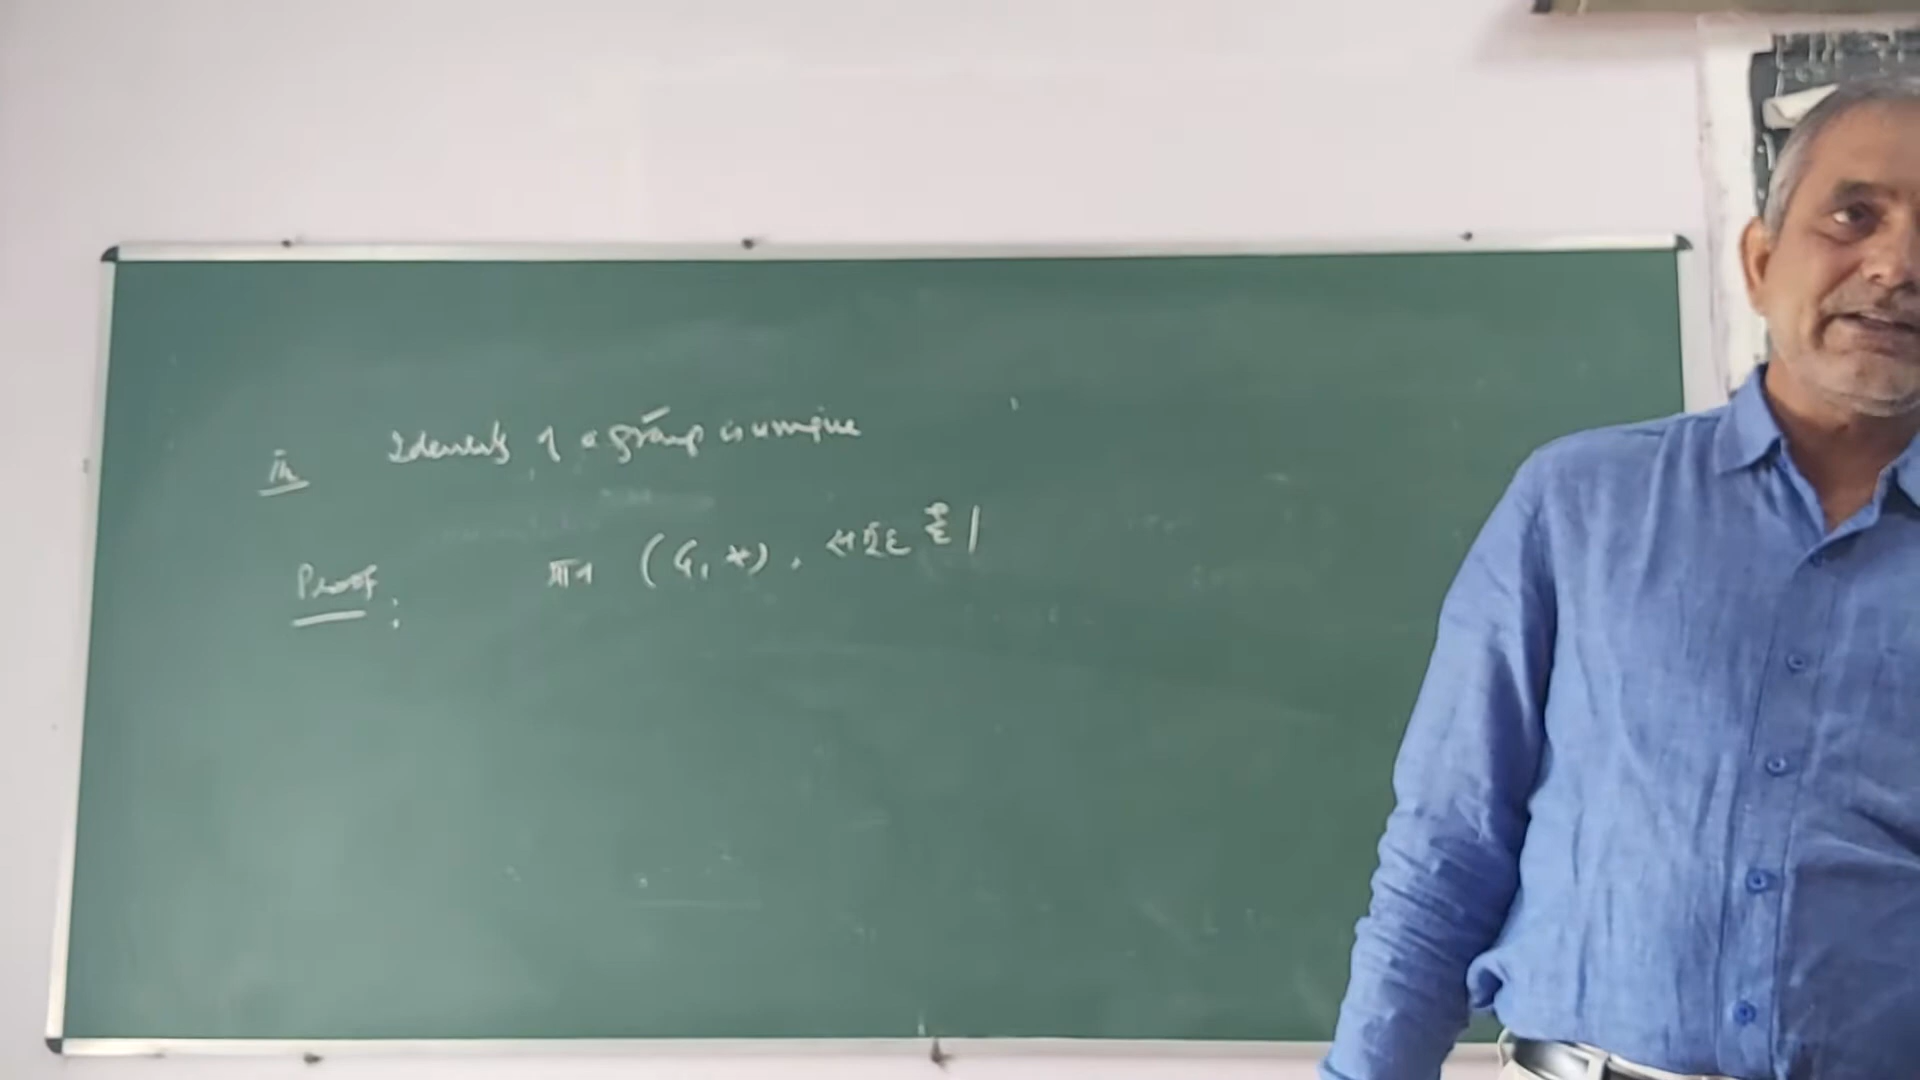 Th Identity of a group is unique
Proof : माना (G, *), समूह है।